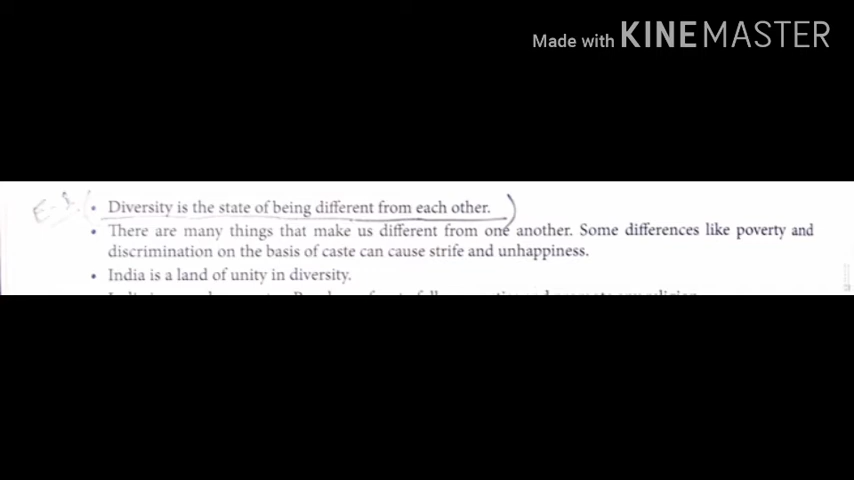 Made with KINEMASTER
• Diversity is the state of being different from each other.
• There are many things that make us different from one another. Some differences like poverty and
discrimination on the basis of caste can cause strife and unhappiness.
• India is a land of unity in diversity.